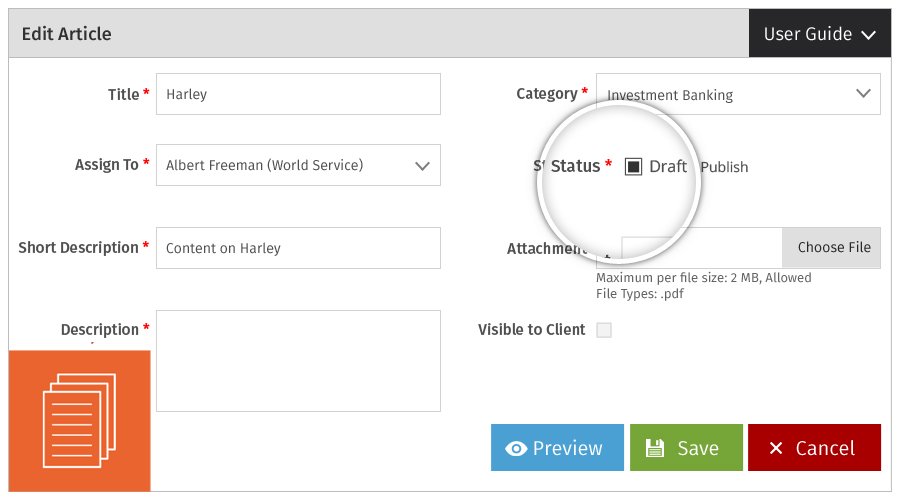 Edit Article
User Guide
Title *
Harley
Category *
Investment Banking
Assign To *
Albert Freeman (World Service)
Status *
Draft
Publish
Short Description *
Content on Harley
Attachment
Choose File
Maximum per file size: 2 MB, Allowed
File Types: .pdf
Description *
Visible to Client
Preview
Save
Cancel